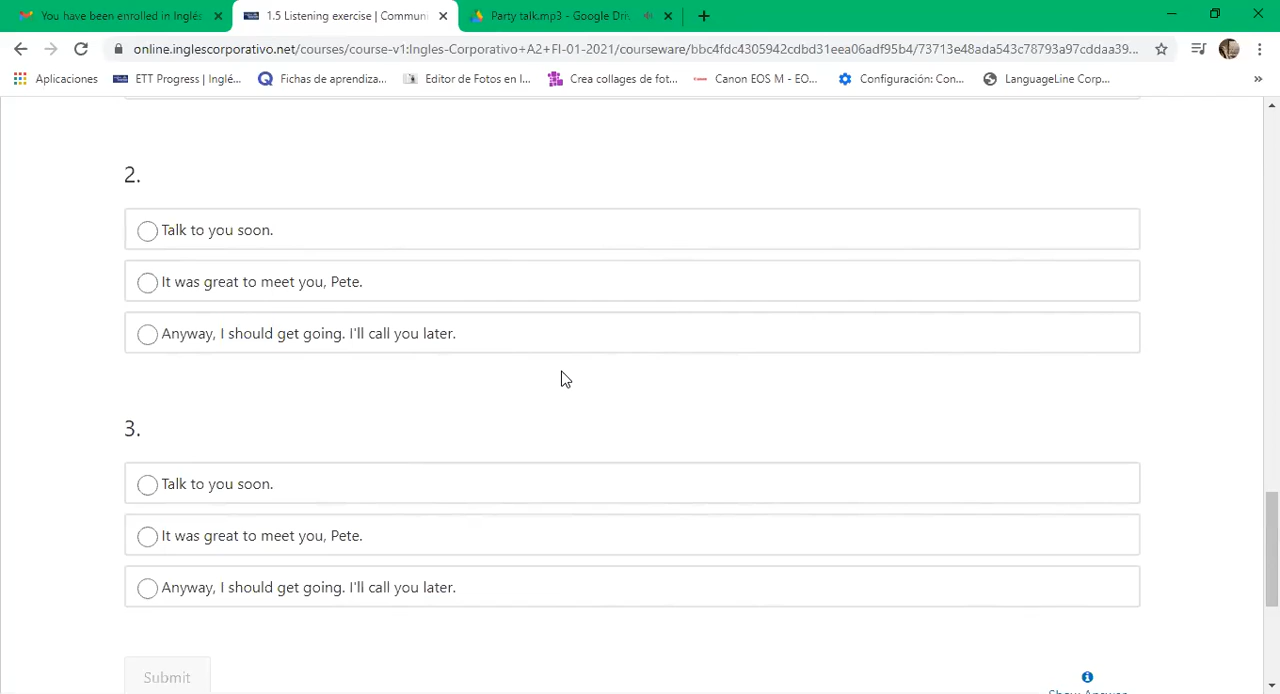 You have been enrolled in Inglés
1.5 Listening exercise | Commun
Party talk.mp3 - Google Dri
online.inglescorporativo.net/courses/course-v1:Ingles-Corporativo+A2+FI-01-2021/courseware/bbc4fdc4305942cdbd31eea06adf95b4/73713e48ada543c78793a97cddaa39...
Aplicaciones
ETT Progress | Inglé...
Fichas de aprendiza...
Editor de Fotos en l...
Crea collages de fot...
Canon EOS M - EO...
Configuración: Con...
LanguageLine Corp...
»
2.
Talk to you soon.
It was great to meet you, Pete.
Anyway, I should get going. I'll call you later.
3.
Talk to you soon.
It was great to meet you, Pete.
Anyway, I should get going. I'll call you later.
Submit
Show Answer